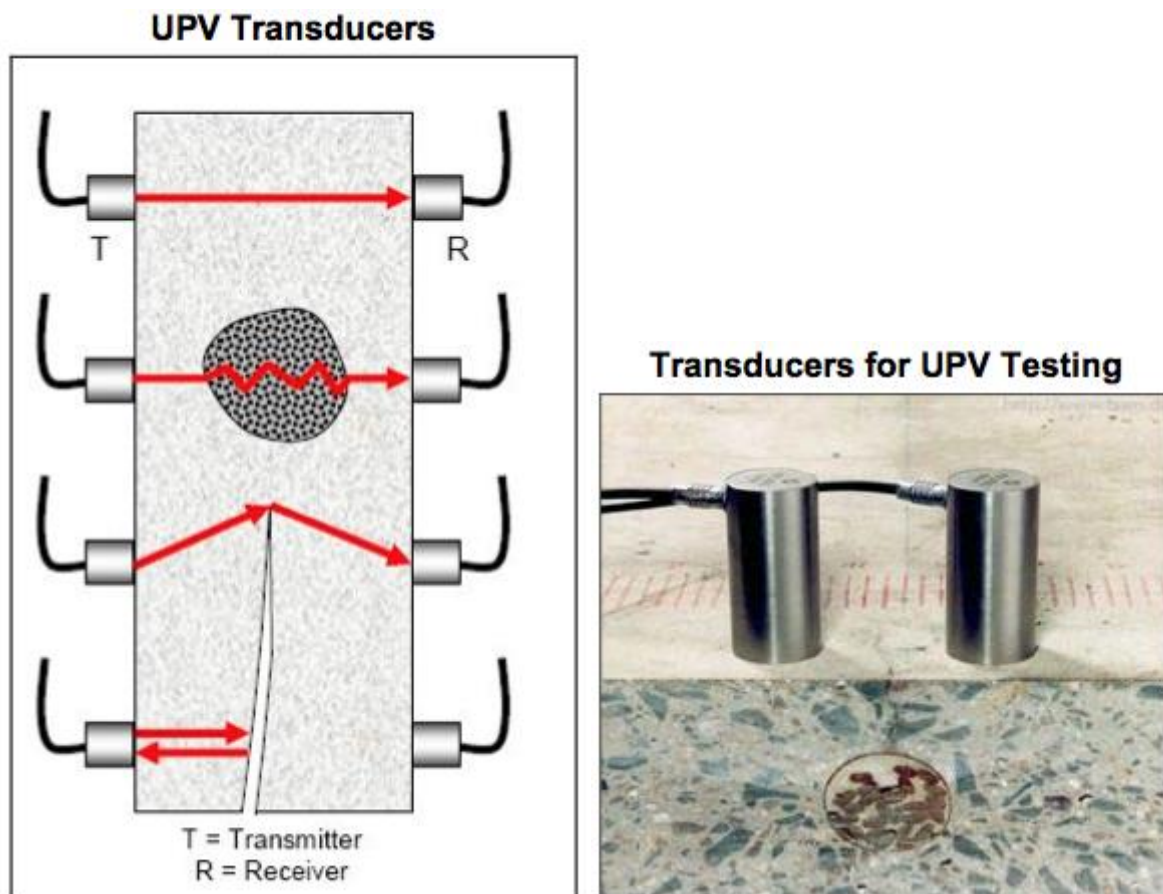 UPV Transducers
T
R
T = Transmitter
R = Receiver
Transducers for UPV Testing